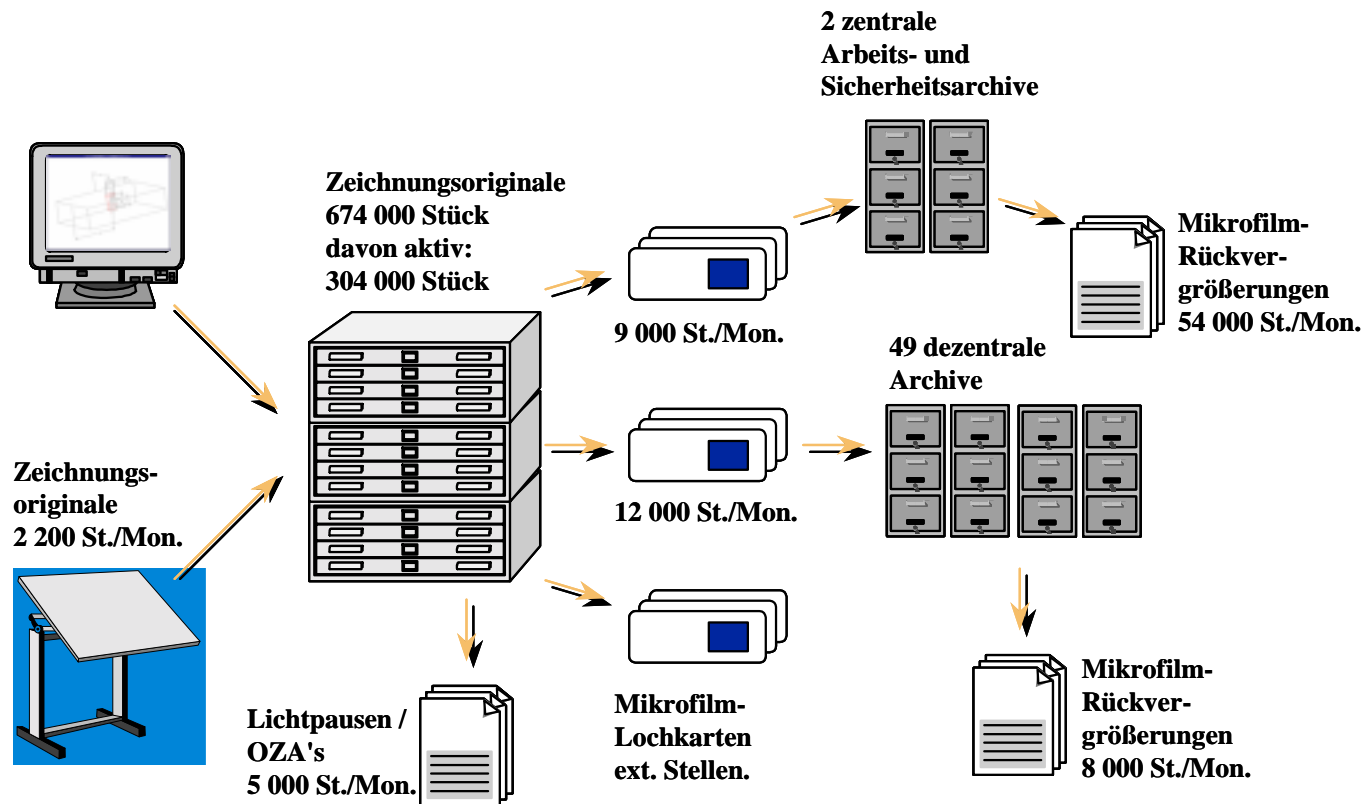 2 zentrale
Arbeits- und
Sicherheitsarchive
Zeichnungsoriginale
674 000 Stück
davon aktiv:
304 000 Stück
Mikrofilm-
Rückver-
größerungen
54 000 St./Mon.
9 000 St./Mon.
49 dezentrale
Archive
Zeichnungs-
originale
2 200 St./Mon.
12 000 St./Mon.
Lichtpausen /
OZA's
5 000 St./Mon.
Mikrofilm-
Lochkarten
ext. Stellen.
Mikrofilm-
Rückver-
größerungen
8 000 St./Mon.